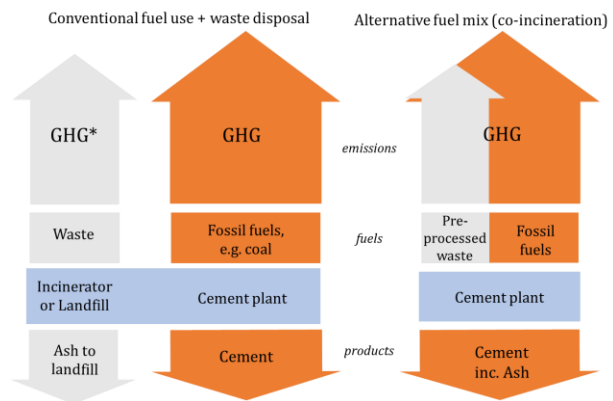 Conventional fuel use + waste disposal
Alternative fuel mix (co-incineration)
GHG*
GHG
emissions
GHG
Waste
Fossil fuels,
e.g. coal
fuels
Pre-
processed
waste
Fossil
fuels
Incinerator
or Landfill
Cement plant
Cement plant
Ash to
landfill
Cement
products
Cement
inc. Ash